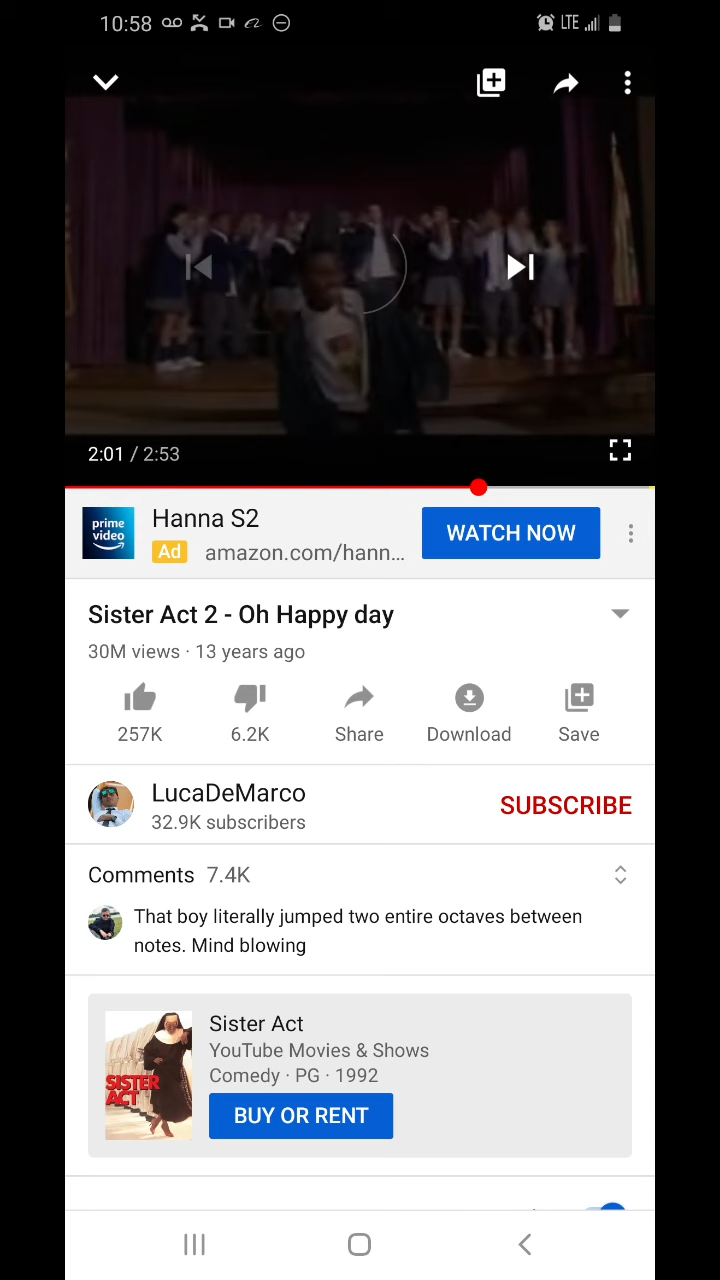 10:58 LTE
2:01 / 2:53
prime
video
Hanna S2
Ad amazon.com/hann...
WATCH NOW
Sister Act 2 - Oh Happy day
30M views · 13 years ago
257K 6.2K Share Download Save
LucaDeMarco
32.9K subscribers
SUBSCRIBE
Comments 7.4K
That boy literally jumped two entire octaves between
notes. Mind blowing
SISTER
ACT
Sister Act
YouTube Movies & Shows
Comedy · PG · 1992
BUY OR RENT